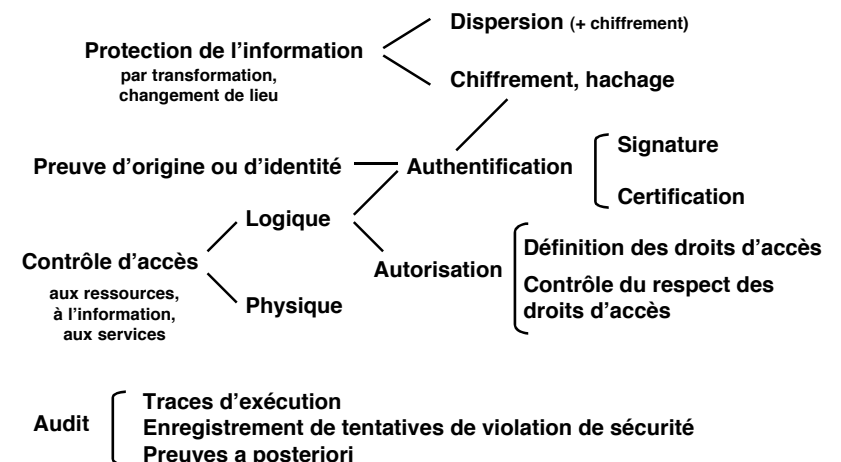 Dispersion (+ chiffrement)
Protection de l'information
par transformation,
changement de lieu
Chiffrement, hachage
Signature
Preuve d'origine ou d'identité
Authentification
Certification
Logique
Définition des droits d'accès
Contrôle d'accès
Autorisation
Contrôle du respect des
droits d'accès
aux ressources,
à l'information,
aux services
Physique
Traces d'exécution
Audit
Enregistrement de tentatives de violation de sécurité
Preuves a posteriori